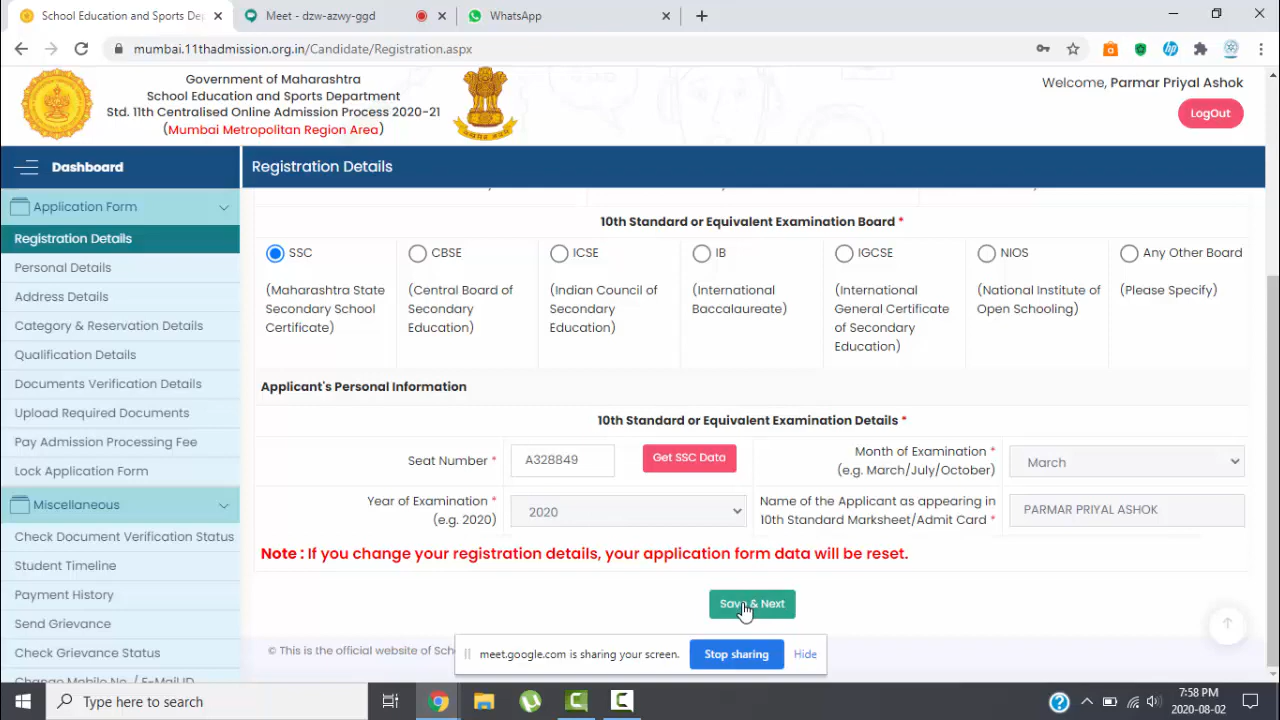 School Education and Sports De
Meet - dzw-azwy-ggd
WhatsApp
mumbai.11thadmission.org.in/Candidate/Registration.aspx
Government of Maharashtra
School Education and Sports Department
Std. 11th Centralised Online Admission Process 2020-21
(Mumbai Metropolitan Region Area)
Welcome, Parmar Priyal Ashok
LogOut
Dashboard
Registration Details
Application Form
Registration Details
Personal Details
Address Details
Category & Reservation Details
Qualification Details
Documents Verification Details
Upload Required Documents
Pay Admission Processing Fee
Lock Application Form
Miscellaneous
Check Document Verification Status
Student Timeline
Payment History
Send Grievance
Check Grievance Status
Change Mobile No. / E-Mail ID
10th Standard or Equivalent Examination Board *
SSC
(Maharashtra State
Secondary School
Certificate)
CBSE
(Central Board of
Secondary
Education)
ICSE
(Indian Council of
Secondary
Education)
IB
(International
Baccalaureate)
IGCSE
(International
General Certificate
of Secondary
Education)
NIOS
(National Institute of
Open Schooling)
Any Other Board
(Please Specify)
Applicant's Personal Information
10th Standard or Equivalent Examination Details *
Seat Number *
A328849
Get SSC Data
Month of Examination *
(e.g. March/July/October)
March
Year of Examination *
(e.g. 2020)
2020
Name of the Applicant as appearing in
10th Standard Marksheet/Admit Card *
PARMAR PRIYAL ASHOK
Note : If you change your registration details, your application form data will be reset.
Save & Next
© This is the official website of Sch
meet.google.com is sharing your screen.
Stop sharing
Hide
Type here to search
7:58 PM
2020-08-02